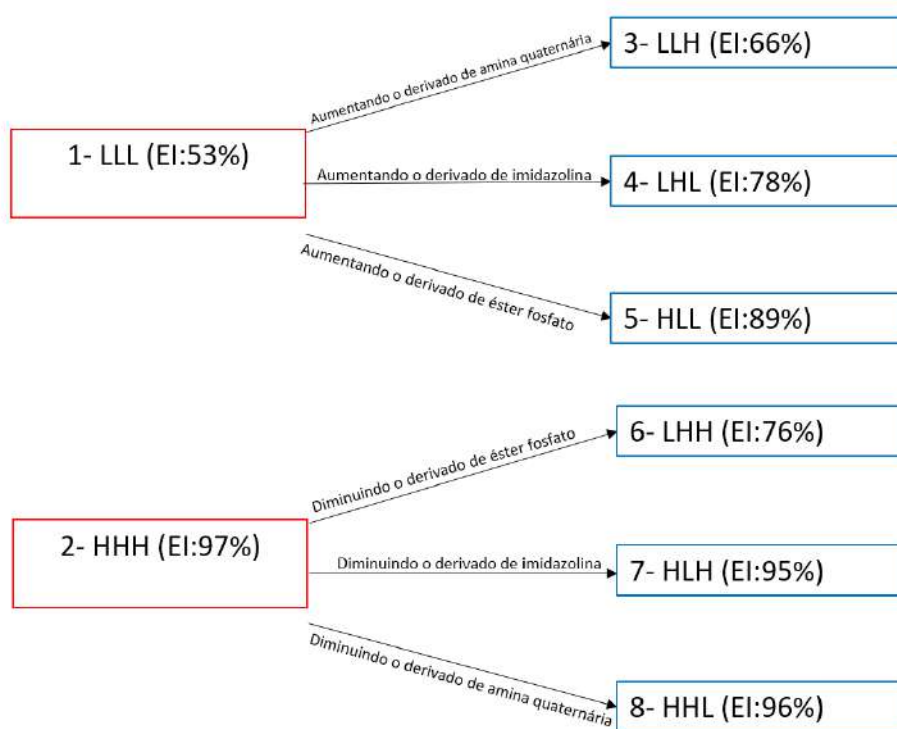 3- LLH (EI:66%)
Aumentando o derivado de amina quaternária
1- LLL (EI:53%)
Aumentando o derivado de imidazolina
4- LHL (EI:78%)
Aumentando o derivado de éster fosfato
5- HLL (EI:89%)
6- LHH (EI:76%)
Diminuindo o derivado de éster fosfato
2- HHH (EI:97%)
Diminuindo o derivado de imidazolina
7- HLH (EI:95%)
Diminuindo o derivado de amina quaternária
8- HHL (EI:96%)